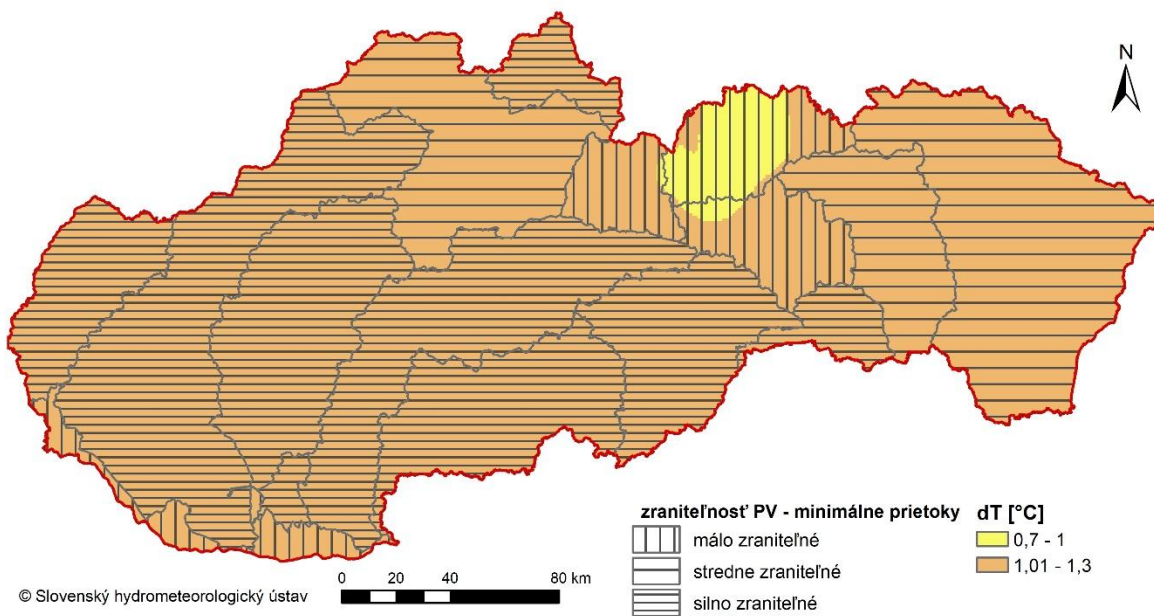 N
zraniteľnosť PV - minimálne prietoky
málo zraniteľné
stredne zraniteľné
silno zraniteľné
dT [°C]
0,7 - 1
1,01 - 1,3
0 20 40 80 km
© Slovenský hydrometeorologický ústav